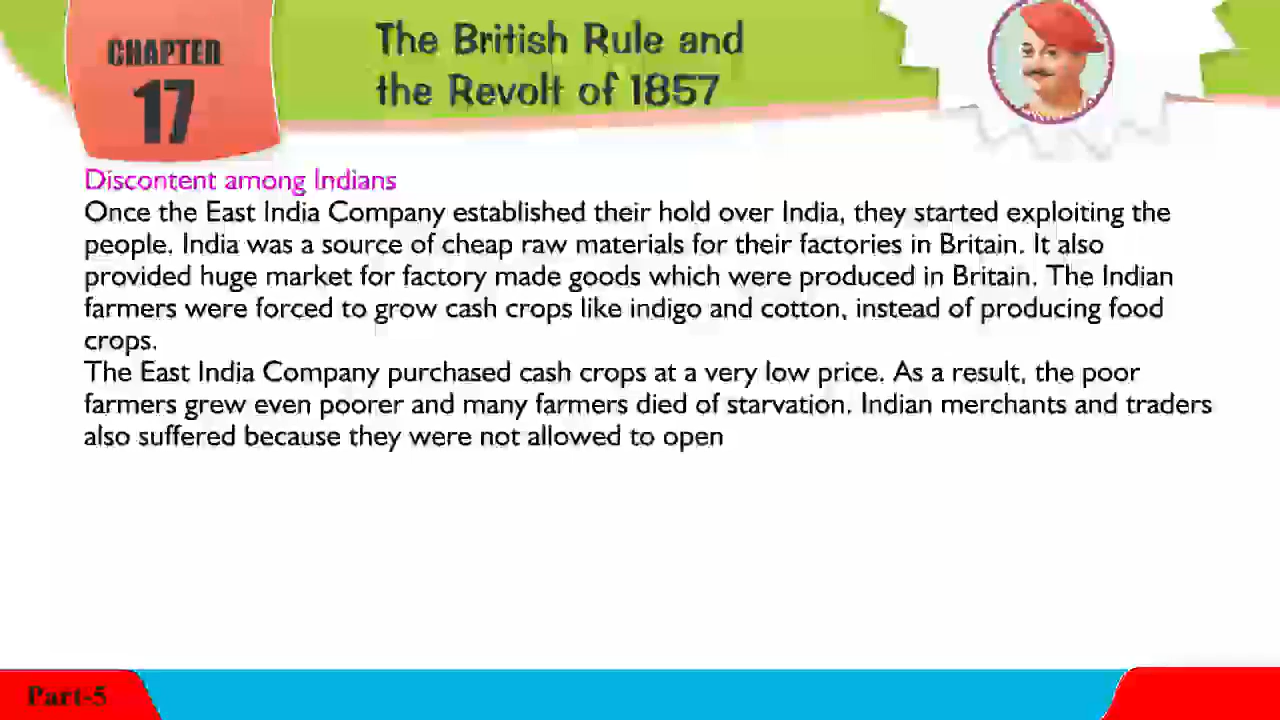 CHAPTER
17
The British Rule and
the Revolt of 1857
Discontent among Indians
Once the East India Company established their hold over India, they started exploiting the
people. India was a source of cheap raw materials for their factories in Britain. It also
provided huge market for factory made goods which were produced in Britain. The Indian
farmers were forced to grow cash crops like indigo and cotton, instead of producing food
crops.
The East India Company purchased cash crops at a very low price. As a result, the poor
farmers grew even poorer and many farmers died of starvation. Indian merchants and traders
also suffered because they were not allowed to open
Part-5